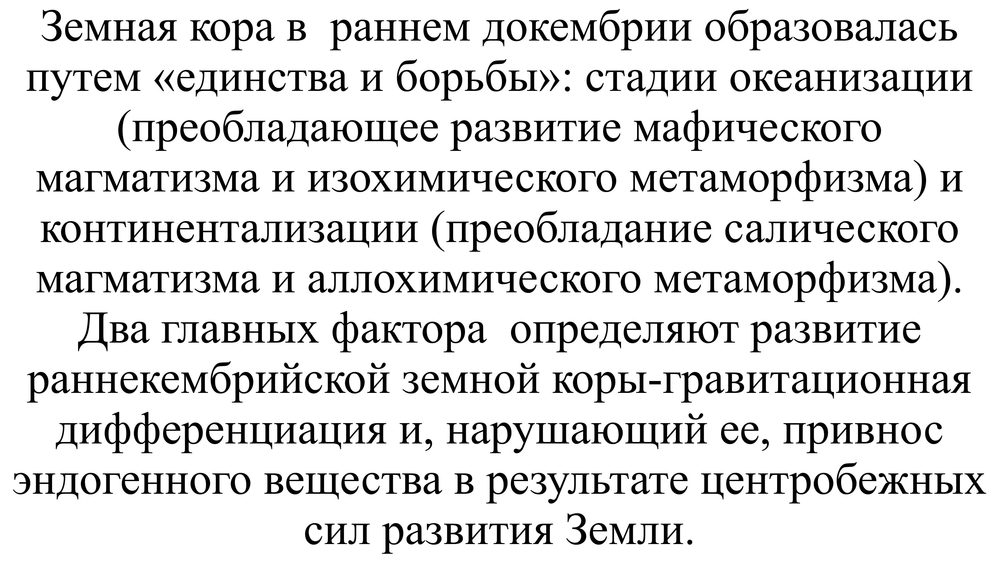 Земная кора в  раннем докембрии образовалась
путем «единства и борьбы»: стадии океанизации
(преобладающее развитие мафического
магматизма и изохимического метаморфизма) и
континентализации (преобладание салического
магматизма и аллохимического метаморфизма).
Два главных фактора  определяют развитие
раннекембрийской земной коры-гравитационная
дифференциация и, нарушающий ее, привнос
эндогенного вещества в результате центробежных
сил развития Земли.